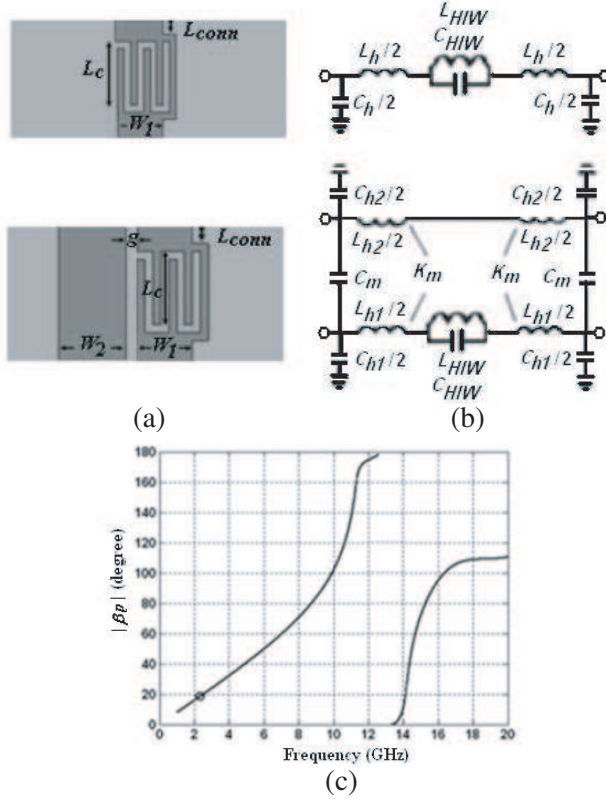 L_conn
L_c
W_1
L_HIW
C_HIW
L_h/2
L_h/2
C_h/2
C_h/2
g
L_conn
L_c
W_2
W_1
C_h2/2
C_h2/2
L_h2/2
L_h2/2
C_m
K_m
K_m
C_m
L_h1/2
L_h1/2
C_h1/2
L_HIW
C_HIW
C_h1/2
(a)
(b)
180
160
140
120
100
80
60
40
20
0
|βp| (degree)
0 2 4 6 8 10 12 14 16 18 20
Frequency (GHz)
(c)